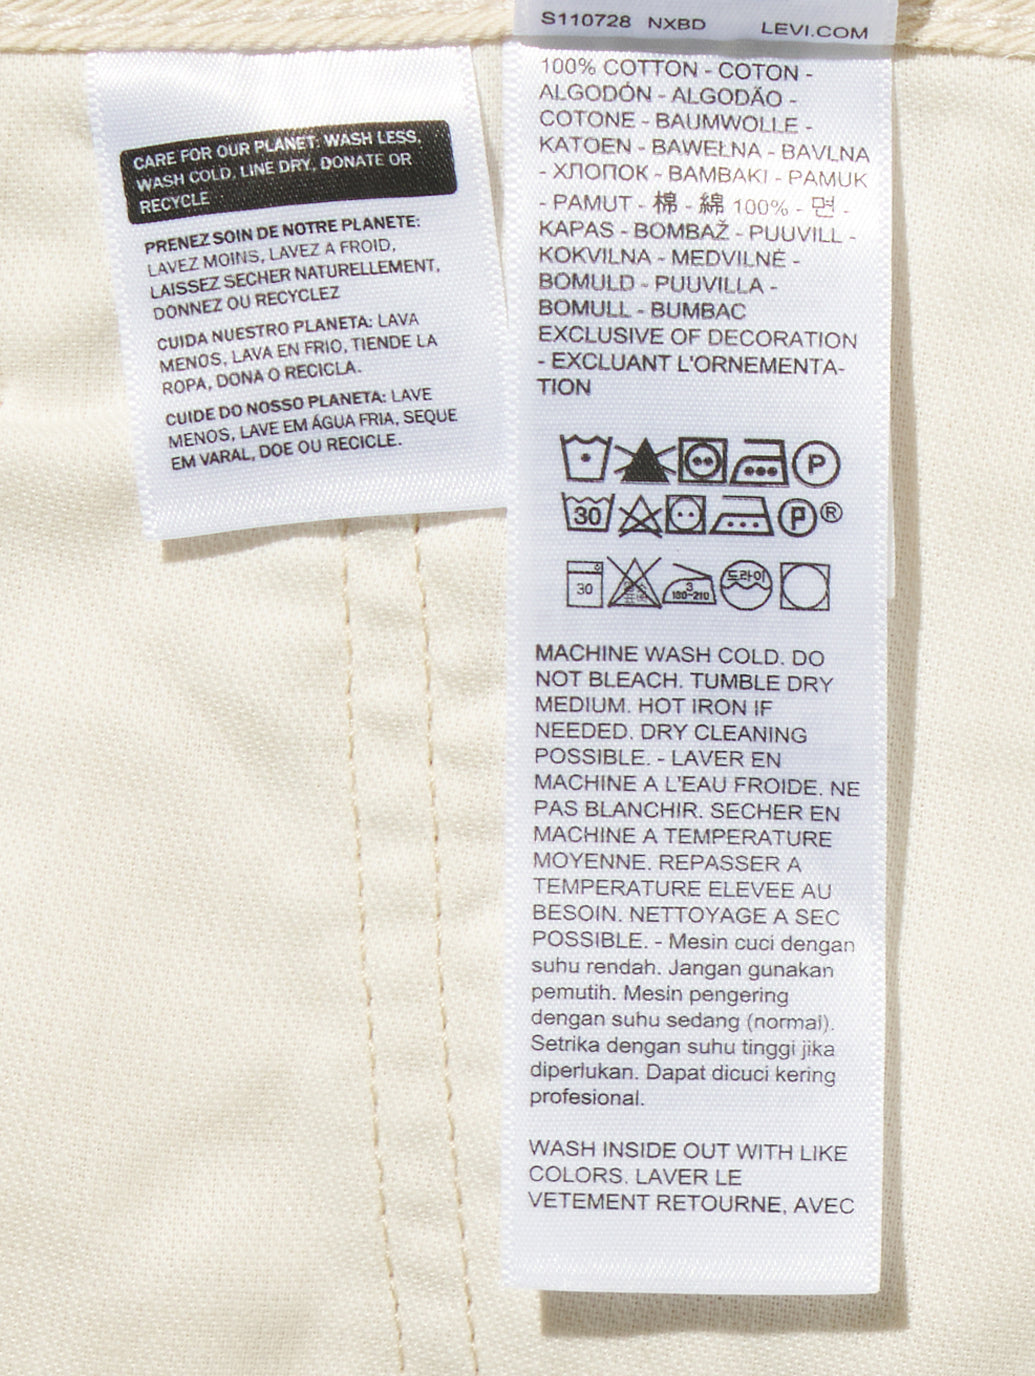 CARE FOR OUR PLANET: WASH LESS,
WASH COLD, LINE DRY, DONATE OR
RECYCLE
PRENEZ SOIN DE NOTRE PLANETE:
LAVEZ MOINS, LAVEZ A FROID,
LAISSEZ SECHER NATURELLEMENT,
DONNEZ OU RECYCLEZ
CUIDA NUESTRO PLANETA: LAVA
MENOS, LAVA EN FRIO, TIENDE LA
ROPA, DONA O RECICLA.
CUIDE DO NOSSO PLANETA: LAVE
MENOS, LAVE EM ÁGUA FRIA, SEQUE
EM VARAL, DOE OU RECICLE.
S110728 NXBD LEVI.COM
100% COTTON - COTON -
ALGODÓN - ALGODÃO -
COTONE - BAUMWOLLE -
KATOEN - BAWEŁNA - BAVLNA
- ХЛОПОК - BAMBAKI - PAMUK
- PAMUT - 棉 - 綿 100% - 면 -
KAPAS - BOMBAŽ - PUUVILL -
KOKVILNA - MEDVILNĖ -
BOMULD - PUUVILLA -
BOMULL - BUMBAC
EXCLUSIVE OF DECORATION
- EXCLUANT L'ORNEMENTA-
TION
P
30 P ®
30 3 180-210 드라이
MACHINE WASH COLD. DO
NOT BLEACH. TUMBLE DRY
MEDIUM. HOT IRON IF
NEEDED. DRY CLEANING
POSSIBLE. - LAVER EN
MACHINE A L'EAU FROIDE. NE
PAS BLANCHIR. SECHER EN
MACHINE A TEMPERATURE
MOYENNE. REPASSER A
TEMPERATURE ELEVEE AU
BESOIN. NETTOYAGE A SEC
POSSIBLE. - Mesin cuci dengan
suhu rendah. Jangan gunakan
pemutih. Mesin pengering
dengan suhu sedang (normal).
Setrika dengan suhu tinggi jika
diperlukan. Dapat dicuci kering
profesional.
WASH INSIDE OUT WITH LIKE
COLORS. LAVER LE
VETEMENT RETOURNE, AVEC